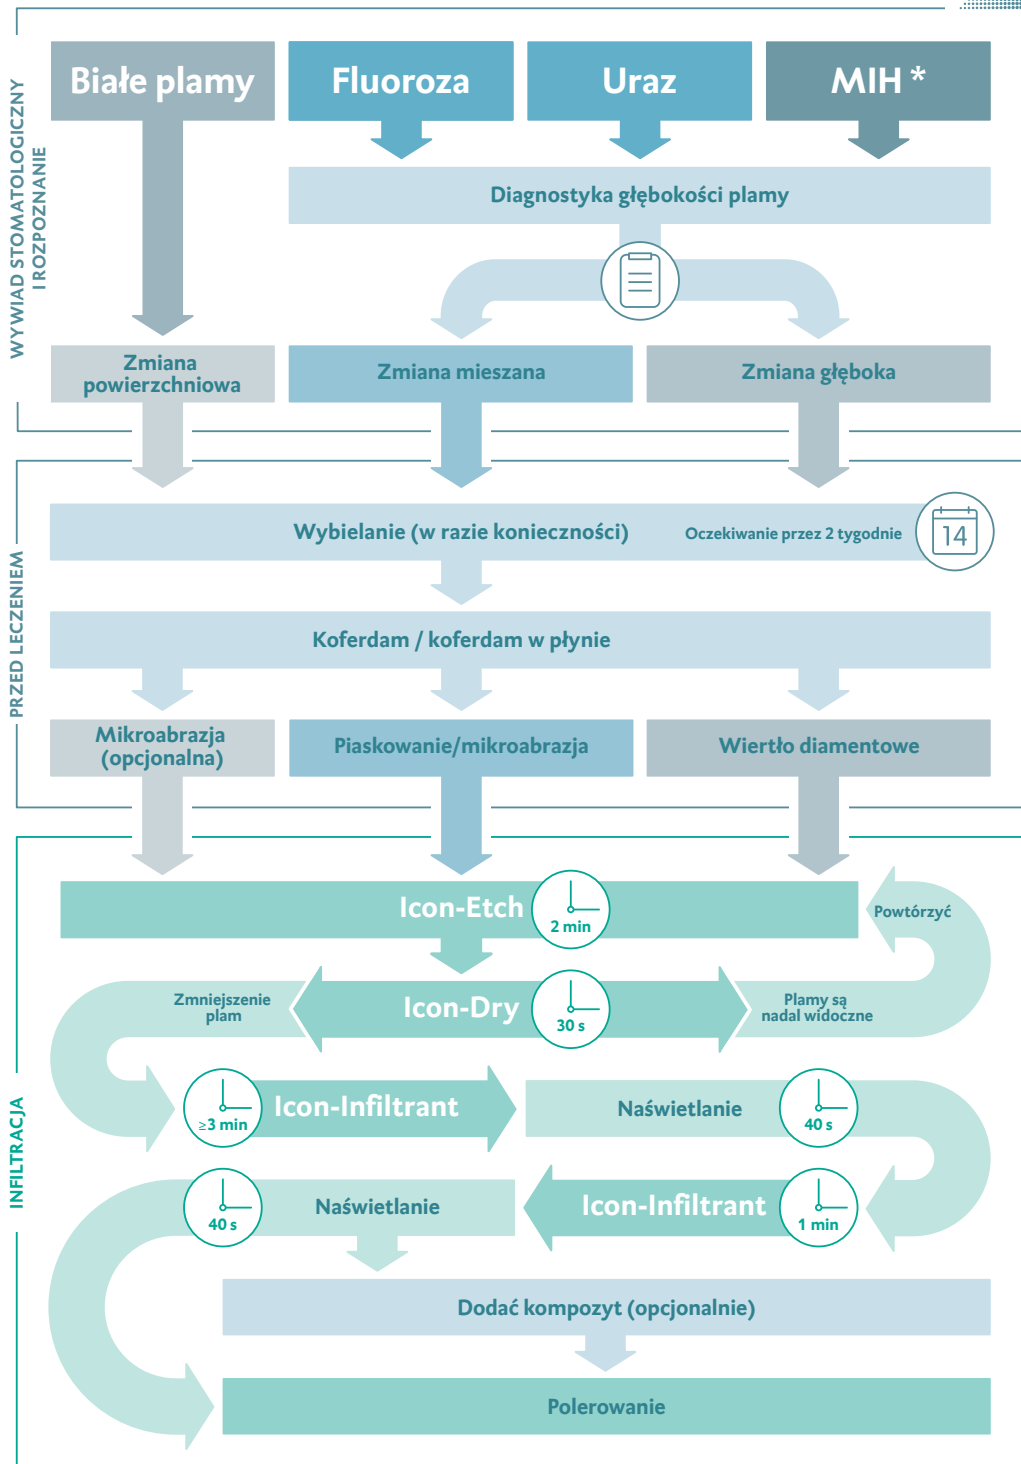 WYWIAD STOMATOLOGICZNY
I ROZPOZNANIE
Białe plamy
Fluoroza
Uraz
MIH *
Diagnostyka głębokości plamy
Zmiana
powierzchniowa
Zmiana mieszana
Zmiana głęboka
PRZED LECZENIEM
Wybielanie (w razie konieczności)
Oczekiwanie przez 2 tygodnie
14
Koferdam / koferdam w płynie
Mikroabrazja
(opcjonalna)
Piaskowanie/mikroabrazja
Wiertło diamentowe
INFILTRACJA
Icon-Etch
2 min
Powtórzyć
Zmniejszenie
plam
Icon-Dry
30 s
Plamy są
nadal widoczne
≥3 min
Icon-Infiltrant
Naświetlanie
40 s
40 s
Naświetlanie
Icon-Infiltrant
1 min
Dodać kompozyt (opcjonalnie)
Polerowanie